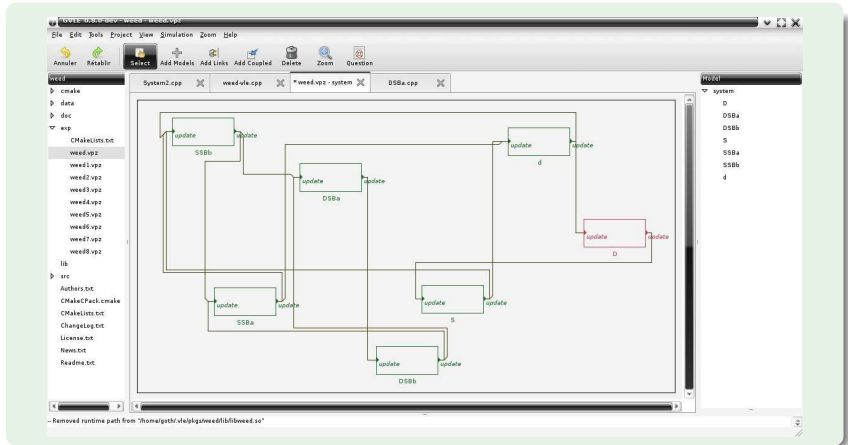 GVLE 0.8.0-dev - weed - weed.vpz
File Edit Tools Project View Simulation Zoom Help
Annuler Rétablir Select Add Models Add Links Add Coupled Delete Zoom Question
weed
cmake
data
doc
exp
CMakeLists.txt
weed.vpz
weed1.vpz
weed2.vpz
weed3.vpz
weed4.vpz
weed5.vpz
weed6.vpz
weed7.vpz
weed8.vpz
lib
src
Authors.txt
CMakeCPack.cmake
CMakeLists.txt
ChangeLog.txt
License.txt
News.txt
Readme.txt
System2.cpp weed-vle.cpp * weed.vpz - system DSBa.cpp
update update
SSBb
update update
d
update update
DSBa
update update
D
update update
SSBa
update update
S
update update
DSBb
Model
system
D
DSBa
DSBb
S
SSBa
SSBb
d
-- Removed runtime path from "/home/goth/.vle/pkgs/weed/lib/libweed.so"